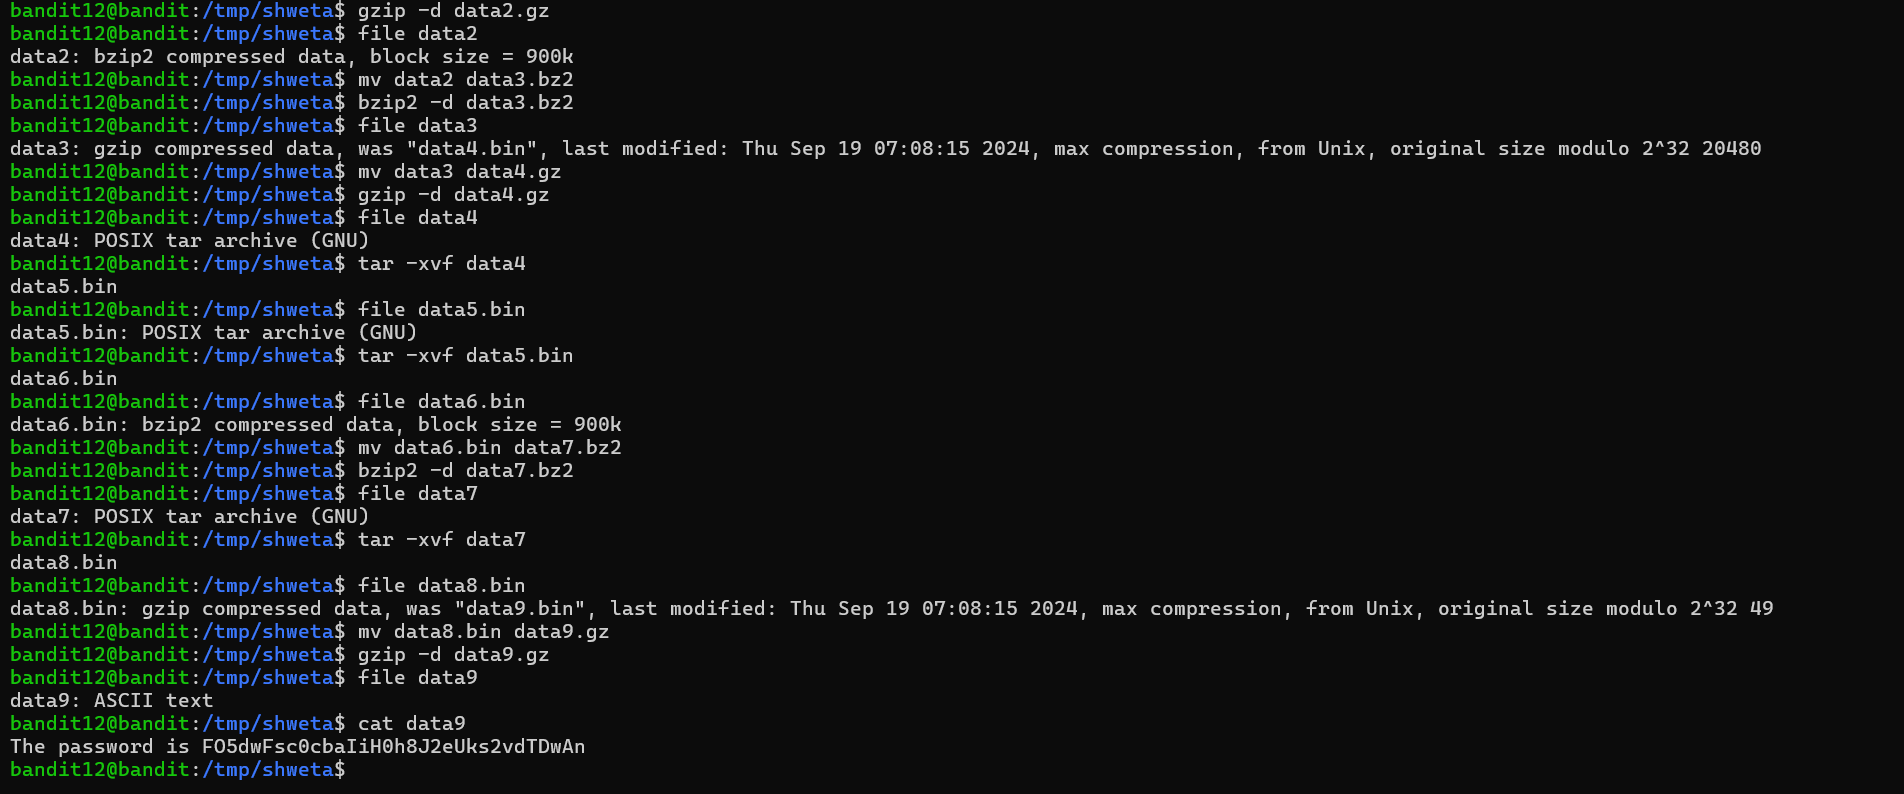 bandit12@bandit:/tmp/shweta$ gzip -d data2.gz
bandit12@bandit:/tmp/shweta$ file data2
data2: bzip2 compressed data, block size = 900k
bandit12@bandit:/tmp/shweta$ mv data2 data3.bz2
bandit12@bandit:/tmp/shweta$ bzip2 -d data3.bz2
bandit12@bandit:/tmp/shweta$ file data3
data3: gzip compressed data, was "data4.bin", last modified: Thu Sep 19 07:08:15 2024, max compression, from Unix, original size modulo 2^32 20480
bandit12@bandit:/tmp/shweta$ mv data3 data4.gz
bandit12@bandit:/tmp/shweta$ gzip -d data4.gz
bandit12@bandit:/tmp/shweta$ file data4
data4: POSIX tar archive (GNU)
bandit12@bandit:/tmp/shweta$ tar -xvf data4
data5.bin
bandit12@bandit:/tmp/shweta$ file data5.bin
data5.bin: POSIX tar archive (GNU)
bandit12@bandit:/tmp/shweta$ tar -xvf data5.bin
data6.bin
bandit12@bandit:/tmp/shweta$ file data6.bin
data6.bin: bzip2 compressed data, block size = 900k
bandit12@bandit:/tmp/shweta$ mv data6.bin data7.bz2
bandit12@bandit:/tmp/shweta$ bzip2 -d data7.bz2
bandit12@bandit:/tmp/shweta$ file data7
data7: POSIX tar archive (GNU)
bandit12@bandit:/tmp/shweta$ tar -xvf data7
data8.bin
bandit12@bandit:/tmp/shweta$ file data8.bin
data8.bin: gzip compressed data, was "data9.bin", last modified: Thu Sep 19 07:08:15 2024, max compression, from Unix, original size modulo 2^32 49
bandit12@bandit:/tmp/shweta$ mv data8.bin data9.gz
bandit12@bandit:/tmp/shweta$ gzip -d data9.gz
bandit12@bandit:/tmp/shweta$ file data9
data9: ASCII text
bandit12@bandit:/tmp/shweta$ cat data9
The password is FO5dwFsc0cbaIiH0h8J2eUks2vdTDwAn
bandit12@bandit:/tmp/shweta$